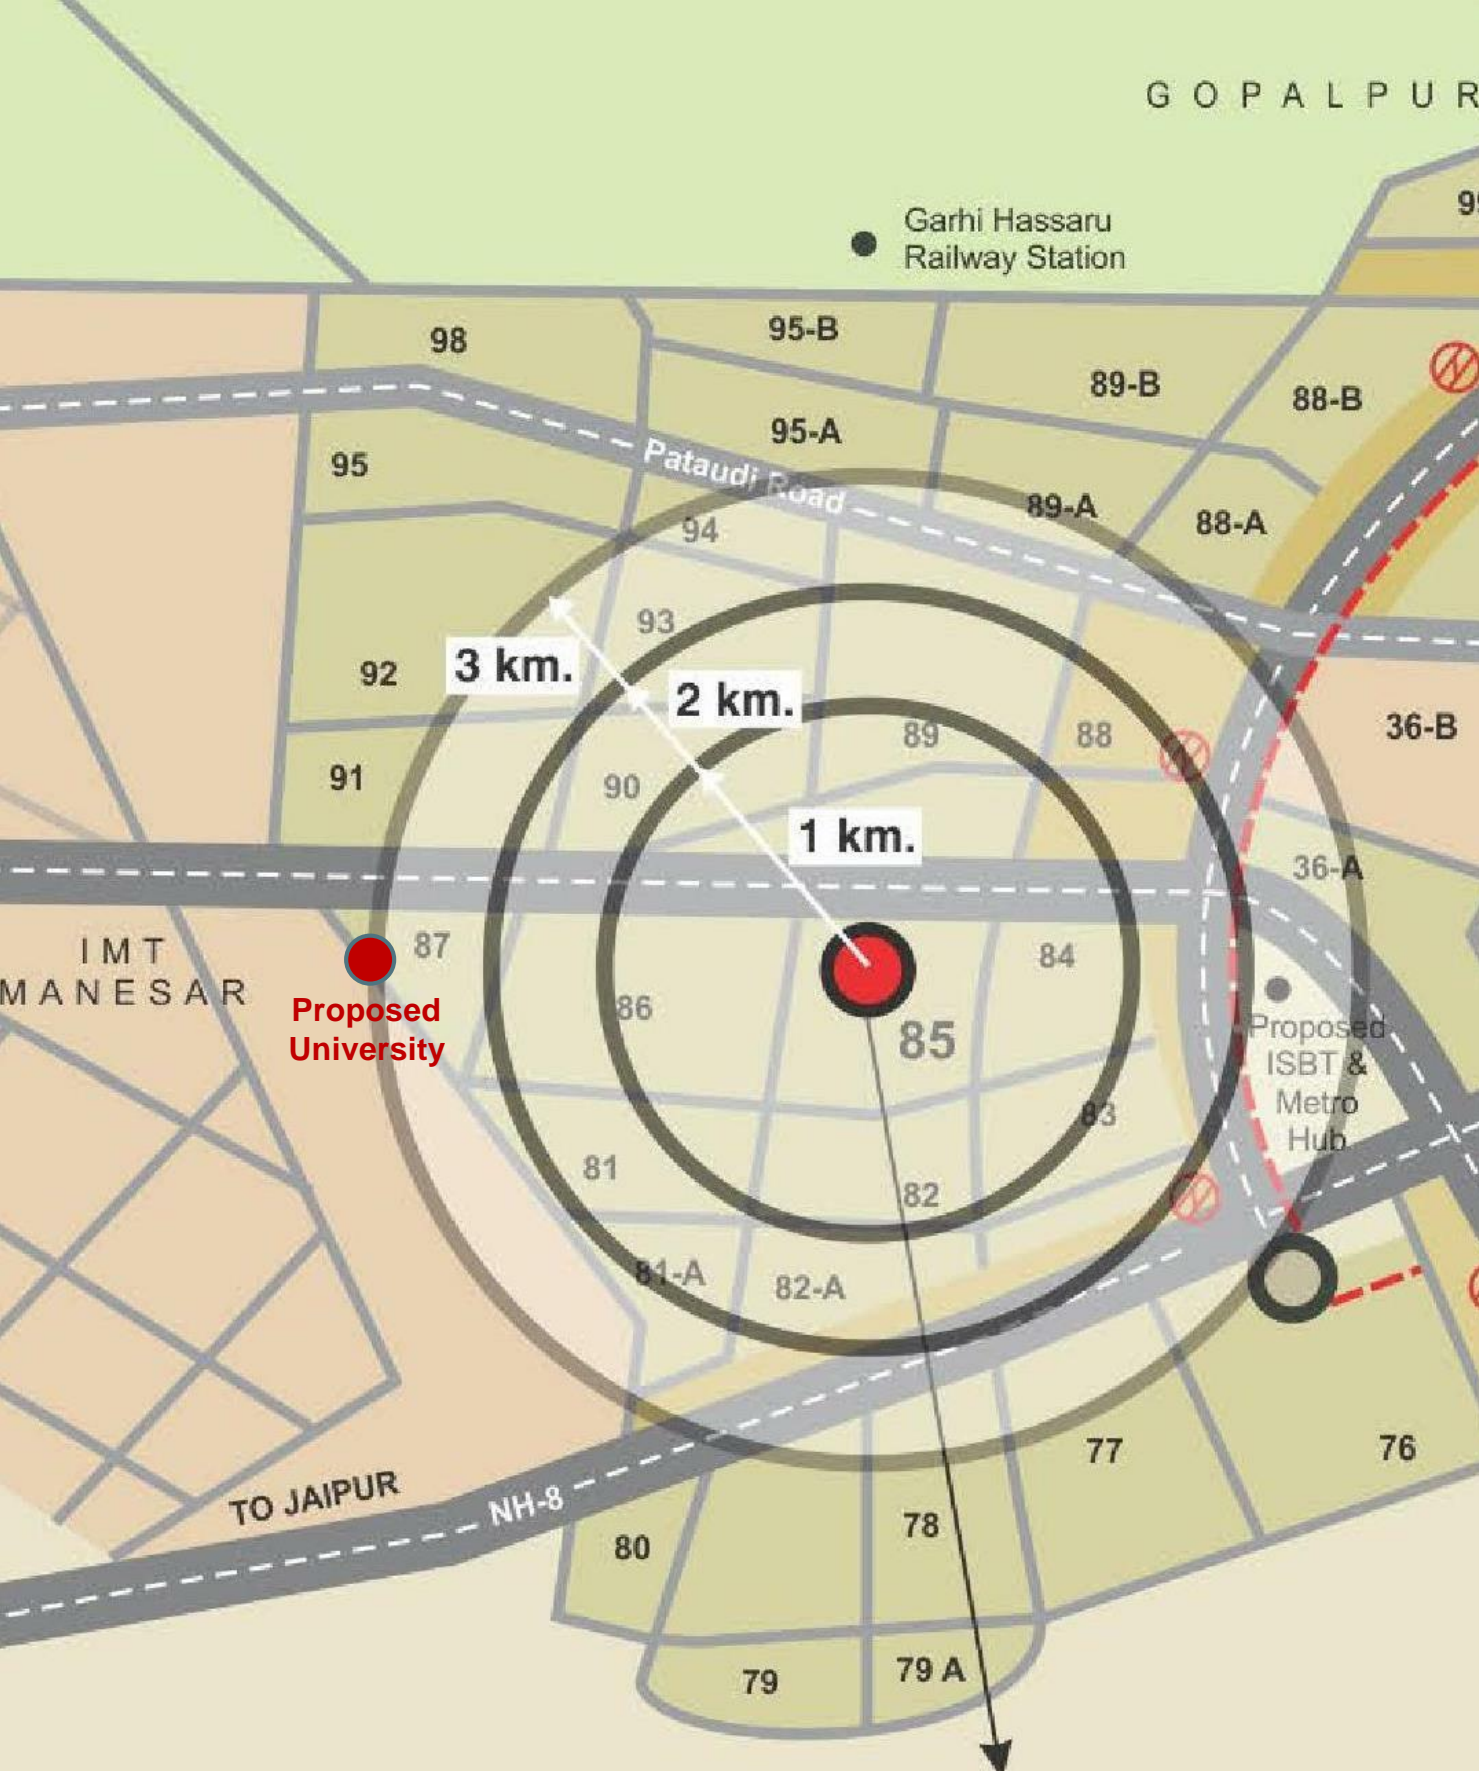 GOPALPUR
Garhi Hassaru
Railway Station
98
95-B
89-B
88-B
95-A
95
Pataudi Road
94
89-A
88-A
93
92
3 km.
2 km.
89
88
36-B
91
90
1 km.
36-A
IMT
MANESAR
87
84
Proposed
University
86
85
Proposed
ISBT &
Metro
Hub
83
81
82
81-A
82-A
77
76
TO JAIPUR
NH-8
78
80
79
79 A